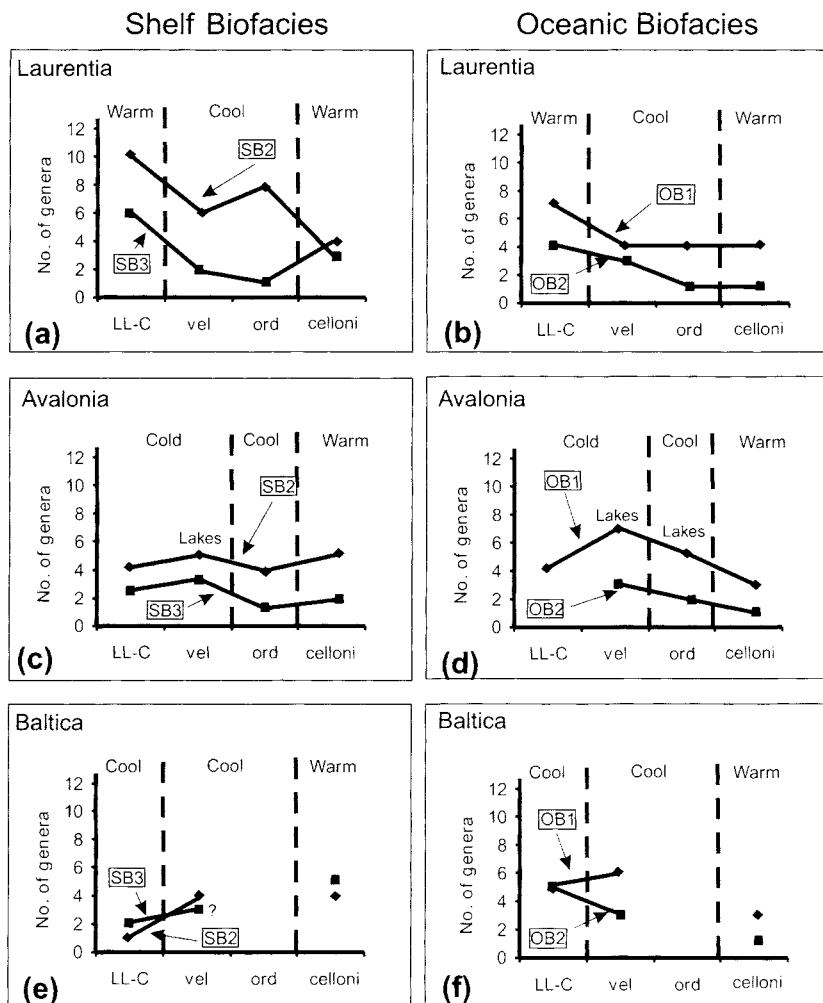 Shelf Biofacies
Oceanic Biofacies
Laurentia
Warm Cool Warm
No. of genera
12
10
8
6
4
2
0
SB2
SB3
LL-C vel ord celloni
(a)
Laurentia
Warm Cool Warm
No. of genera
12
10
8
6
4
2
0
OB1
OB2
LL-C vel ord celloni
(b)
Avalonia
Cold Cool Warm
No. of genera
12
10
8
6
4
2
0
SB2
Lakes
SB3
LL-C vel ord celloni
(c)
Avalonia
Cold Cool Warm
No. of genera
12
10
8
6
4
2
0
OB1
Lakes Lakes
OB2
LL-C vel ord celloni
(d)
Baltica
Cool Cool Warm
No. of genera
12
10
8
6
4
2
0
SB3
?
SB2
LL-C vel ord celloni
(e)
Baltica
Cool Cool Warm
No. of genera
12
10
8
6
4
2
0
OB1
OB2
LL-C vel ord celloni
(f)